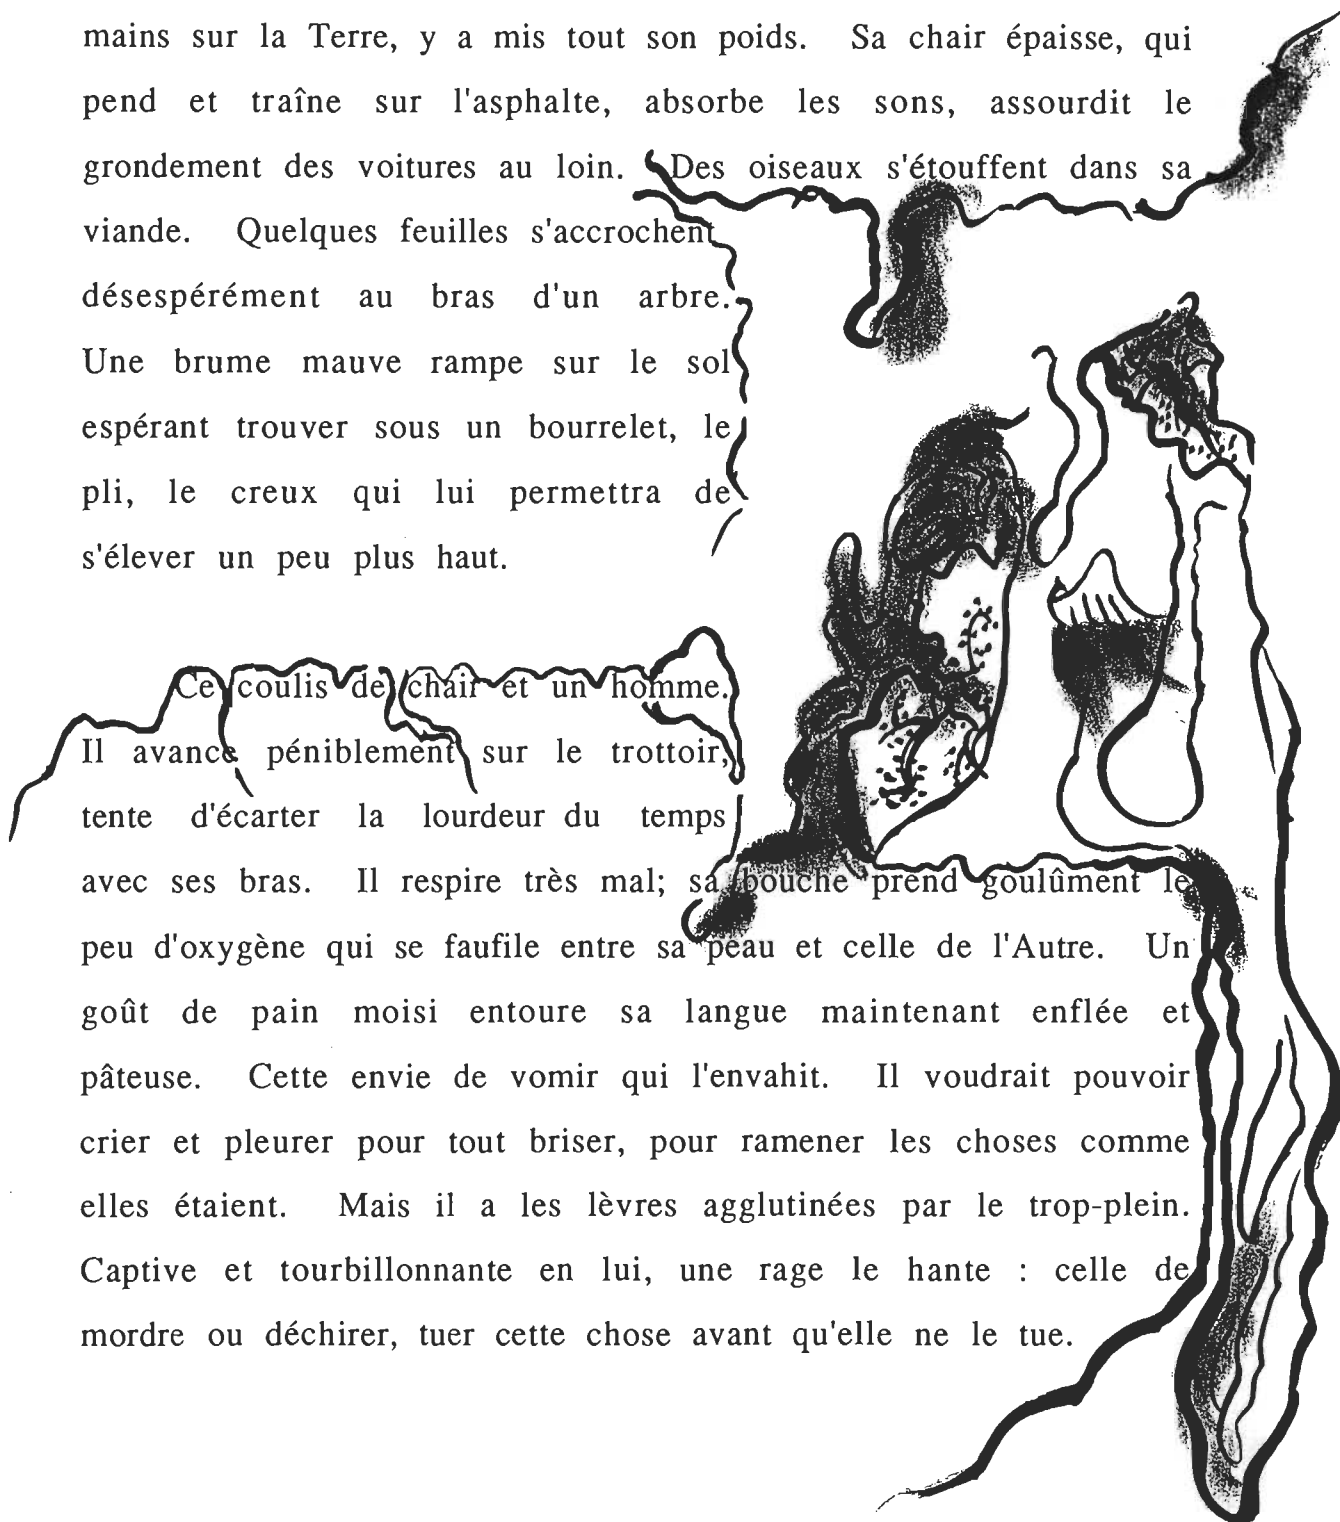 mains sur la Terre, y a mis tout son poids. Sa chair épaisse, qui
pend et traîne sur l'asphalte, absorbe les sons, assourdit le
grondement des voitures au loin. Des oiseaux s'étouffent dans sa
viande. Quelques feuilles s'accrochent
désespérément au bras d'un arbre.
Une brume mauve rampe sur le sol
espérant trouver sous un bourrelet, le
pli, le creux qui lui permettra de
s'élever un peu plus haut.
Ce coulis de chair et un homme.
Il avance péniblement sur le trottoir,
tente d'écarter la lourdeur du temps
avec ses bras. Il respire très mal; sa bouche prend goulûment le
peu d'oxygène qui se faufile entre sa peau et celle de l'Autre. Un
goût de pain moisi entoure sa langue maintenant enflée et
pâteuse. Cette envie de vomir qui l'envahit. Il voudrait pouvoir
crier et pleurer pour tout briser, pour ramener les choses comme
elles étaient. Mais il a les lèvres agglutinées par le trop-plein.
Captive et tourbillonnante en lui, une rage le hante : celle de
mordre ou déchirer, tuer cette chose avant qu'elle ne le tue.